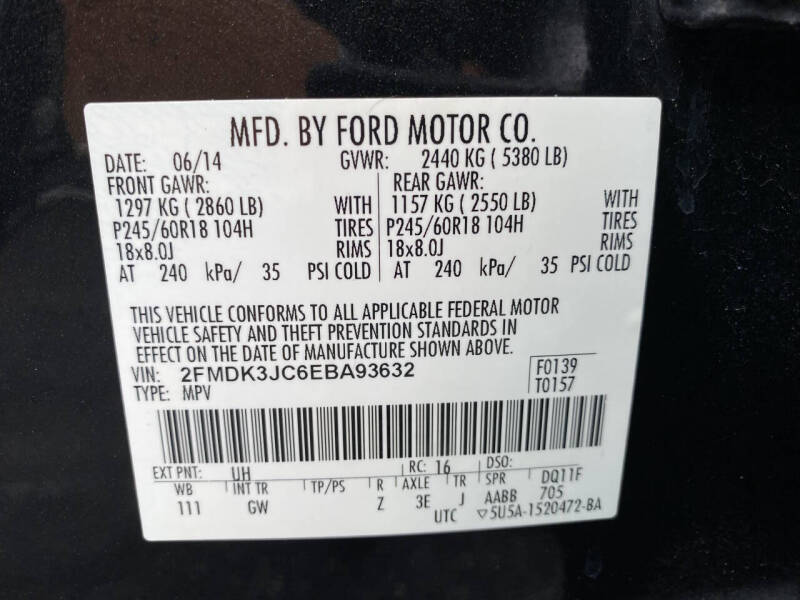 MFD. BY FORD MOTOR CO.
DATE: 06/14 GVWR: 2440 KG ( 5380 LB)
FRONT GAWR: REAR GAWR:
1297 KG ( 2860 LB) WITH 1157 KG ( 2550 LB) WITH
P245/60R18 104H TIRES P245/60R18 104H TIRES
18x8.0J RIMS 18x8.0J RIMS
AT 240 kPa/ 35 PSI COLD AT 240 kPa/ 35 PSI COLD
THIS VEHICLE CONFORMS TO ALL APPLICABLE FEDERAL MOTOR
VEHICLE SAFETY AND THEFT PREVENTION STANDARDS IN
EFFECT ON THE DATE OF MANUFACTURE SHOWN ABOVE.
VIN: 2FMDK3JC6EBA93632 F0139
TYPE: MPV T0157
EXT PNT: UH RC: 16 DSO:
WB INT TR TP/PS R AXLE TR SPR DQ11F
111 GW Z 3E J AABB 705
UTC ▽5U5A-1520472-BA